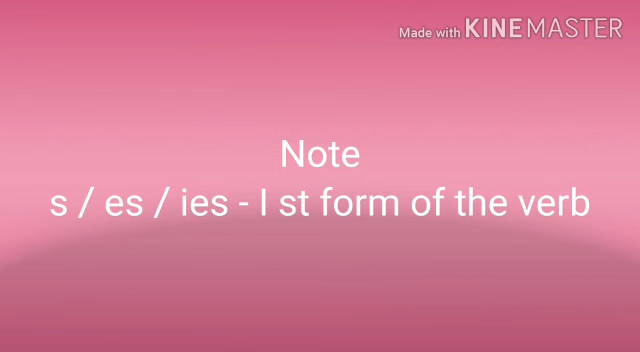 Made with KINEMASTER
Note
s / es / ies - I st form of the verb